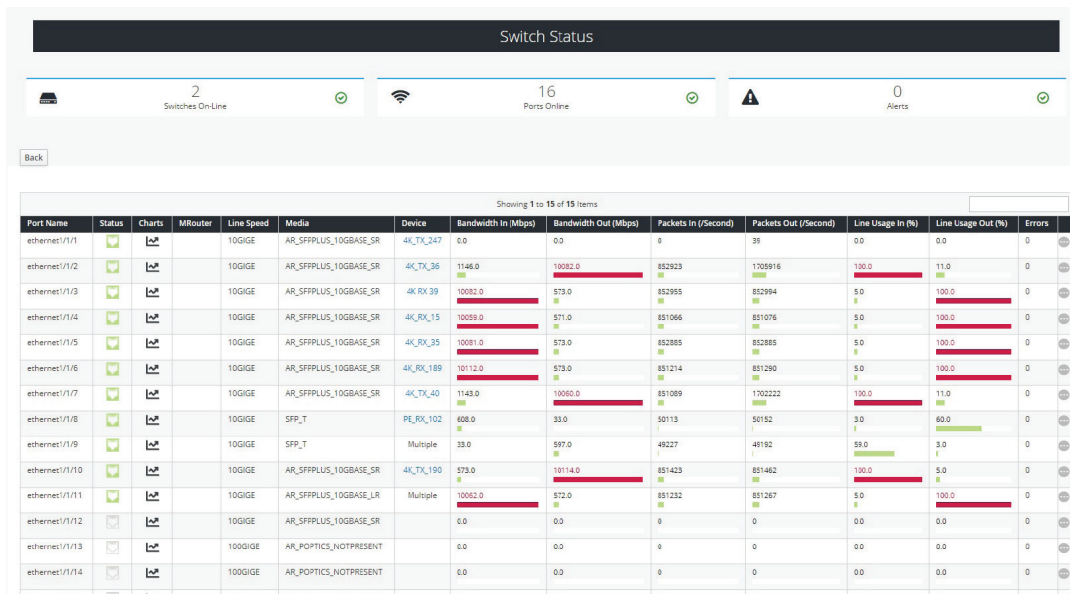 Switch Status
2
Switches On-Line
16
Ports Online
0
Alerts
Back
Showing 1 to 15 of 15 Items
Port Name Status Charts MRouter Line Speed Media Device Bandwidth In (Mbps) Bandwidth Out (Mbps) Packets In (/Second) Packets Out (/Second) Line Usage In (%) Line Usage Out (%) Errors
ethernet1/1/1 10GIGE AR_SFPPLUS_10GBASE_SR 4K_TX_247 0.0 0.0 0 39 0.0 0.0 0
ethernet1/1/2 10GIGE AR_SFPPLUS_10GBASE_SR 4K_TX_36 1146.0 10082.0 852923 1705916 100.0 11.0 0
ethernet1/1/3 10GIGE AR_SFPPLUS_10GBASE_SR 4K RX 39 10082.0 573.0 852955 852994 5.0 100.0 0
ethernet1/1/4 10GIGE AR_SFPPLUS_10GBASE_SR 4K_RX_15 10059.0 571.0 851066 851076 5.0 100.0 0
ethernet1/1/5 10GIGE AR_SFPPLUS_10GBASE_SR 4K_RX_35 10081.0 573.0 852885 852885 5.0 100.0 0
ethernet1/1/6 10GIGE AR_SFPPLUS_10GBASE_SR 4K_RX_189 10112.0 573.0 851214 851290 5.0 100.0 0
ethernet1/1/7 10GIGE AR_SFPPLUS_10GBASE_SR 4K_TX_40 1143.0 10060.0 851089 1702222 100.0 11.0 0
ethernet1/1/8 10GIGE SFP_T PE_RX_102 608.0 33.0 50113 50152 3.0 60.0 0
ethernet1/1/9 10GIGE SFP_T Multiple 33.0 597.0 49227 49192 59.0 3.0 0
ethernet1/1/10 10GIGE AR_SFPPLUS_10GBASE_SR 4K_TX_190 573.0 10114.0 851423 851462 100.0 5.0 0
ethernet1/1/11 10GIGE AR_SFPPLUS_10GBASE_LR Multiple 10062.0 572.0 851232 851267 5.0 100.0 0
ethernet1/1/12 10GIGE AR_SFPPLUS_10GBASE_SR 0.0 0.0 0 0 0.0 0.0 0
ethernet1/1/13 100GIGE AR_POPTICS_NOTPRESENT 0.0 0.0 0 0 0.0 0.0 0
ethernet1/1/14 100GIGE AR_POPTICS_NOTPRESENT 0.0 0.0 0 0 0.0 0.0 0